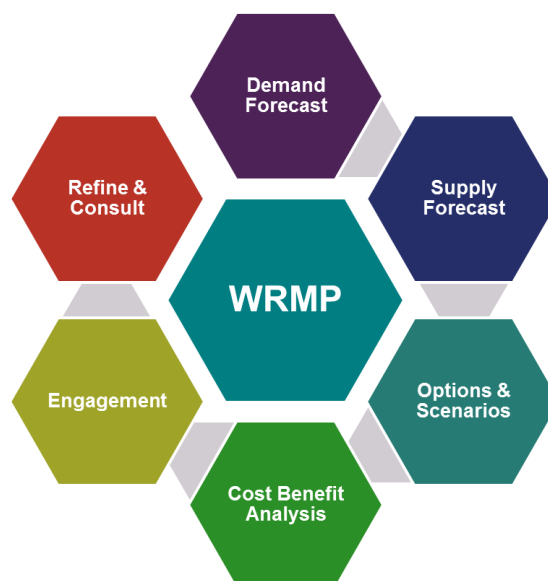 Demand
Forecast
Supply
Forecast
Options &
Scenarios
Cost Benefit
Analysis
Engagement
Refine &
Consult
WRMP